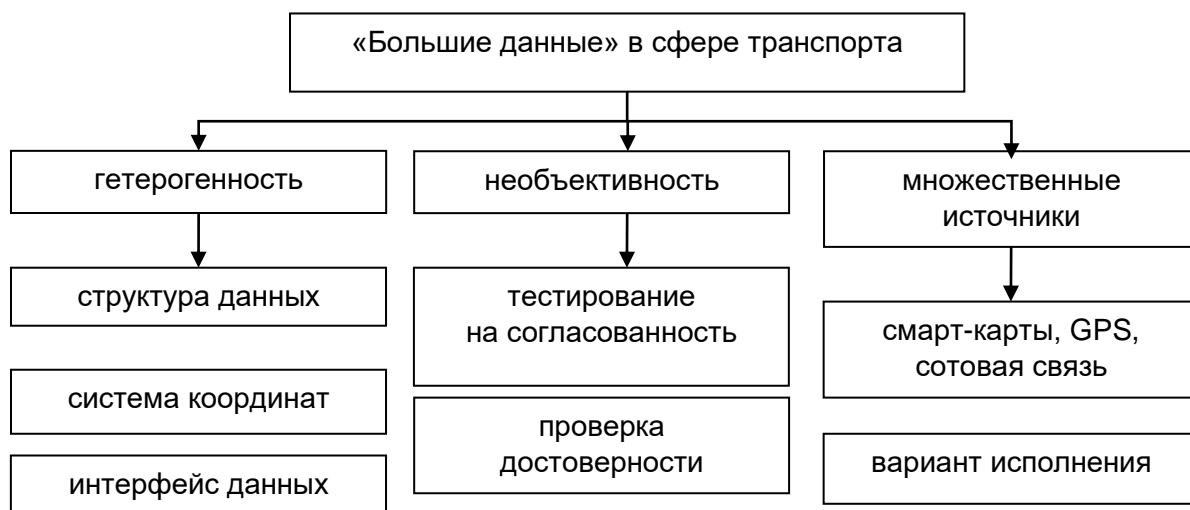 «Большие данные» в сфере транспорта
гетерогенность
необъективность
множественные
источники
структура данных
тестирование
на согласованность
смарт-карты, GPS,
сотовая связь
система координат
проверка
достоверности
вариант исполнения
интерфейс данных